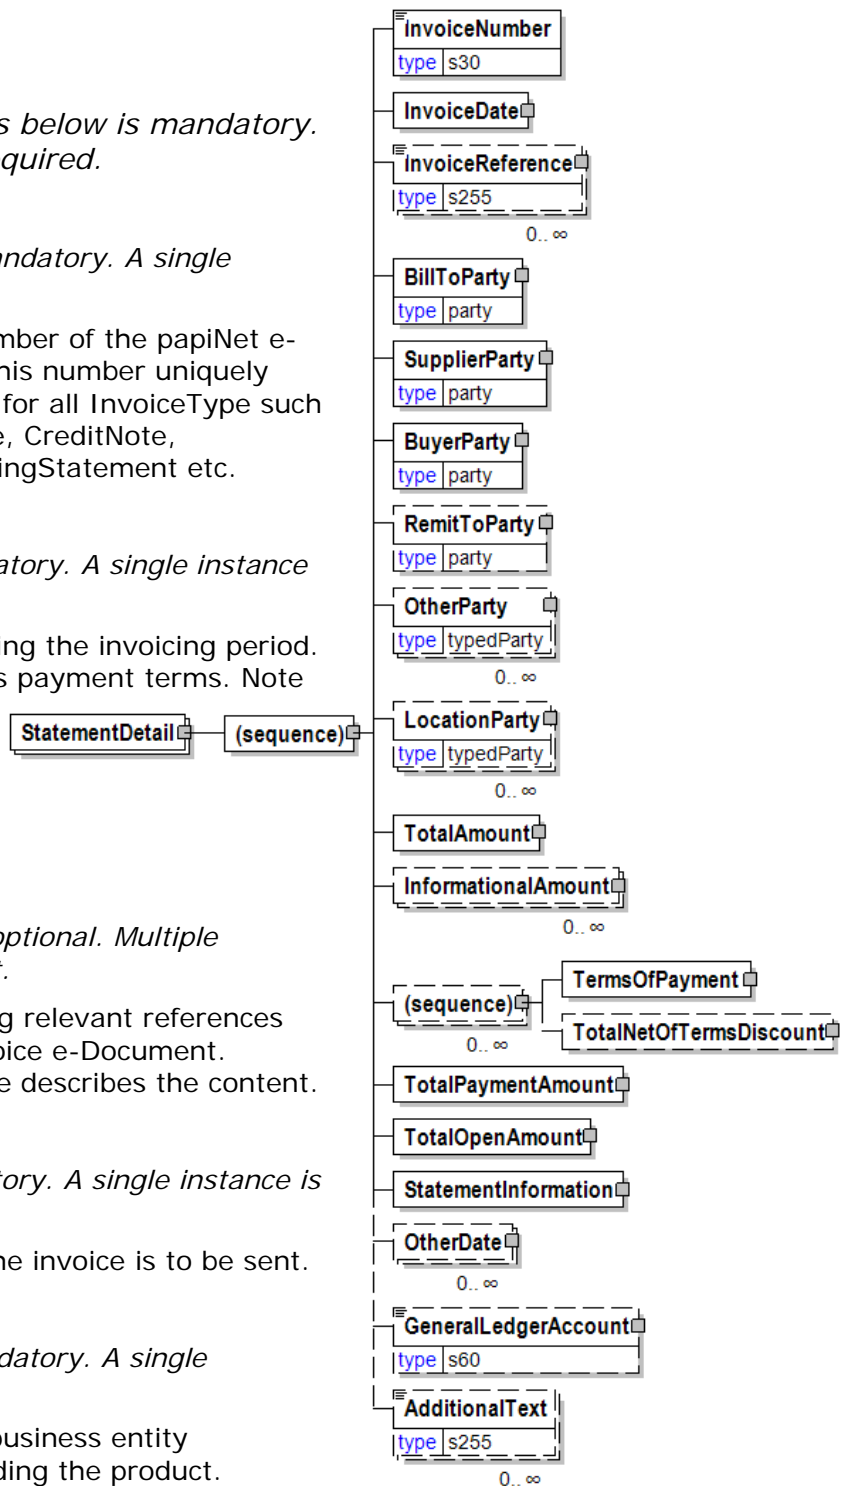 s below is mandatory.
quired.
andatory. A single
mber of the papiNet e-
his number uniquely
for all InvoiceType such
e, CreditNote,
ingStatement etc.
atory. A single instance
ing the invoicing period.
s payment terms. Note
StatementDetail
(sequence)
optional. Multiple
t.
g relevant references
oice e-Document.
e describes the content.
tory. A single instance is
he invoice is to be sent.
datory. A single
business entity
ding the product.
InvoiceNumber
type s30
InvoiceDate
InvoiceReference
type s255
0.. ∞
BillToParty
type party
SupplierParty
type party
BuyerParty
type party
RemitToParty
type party
OtherParty
type typedParty
0.. ∞
LocationParty
type typedParty
0.. ∞
TotalAmount
InformationalAmount
0.. ∞
(sequence)
0.. ∞
TermsOfPayment
TotalNetOfTermsDiscount
TotalPaymentAmount
TotalOpenAmount
StatementInformation
OtherDate
0.. ∞
GeneralLedgerAccount
type s60
AdditionalText
type s255
0.. ∞